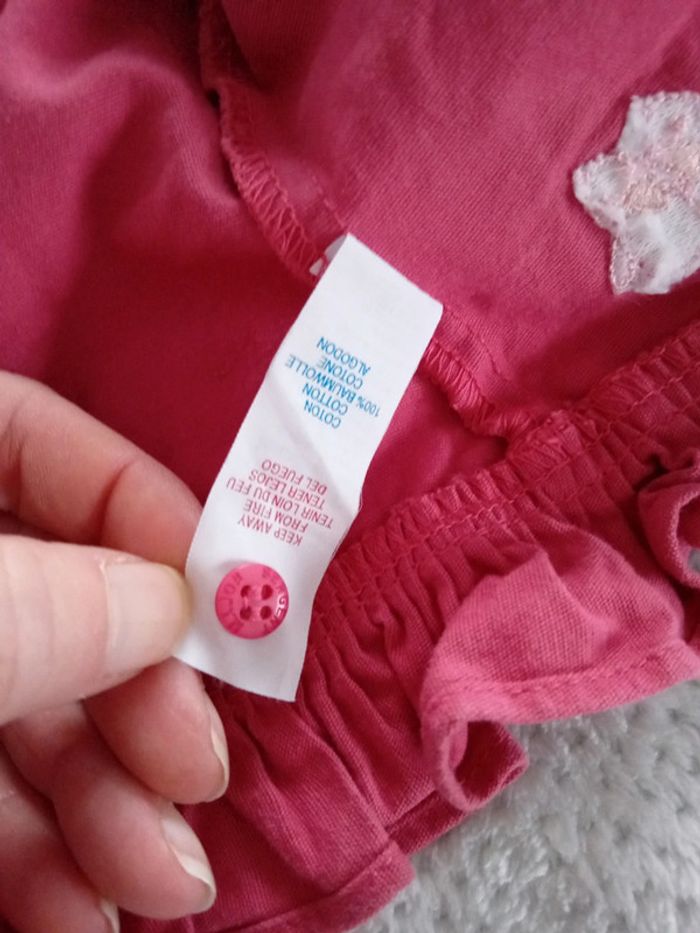 KEEP AWAY
FROM FIRE
TENIR LOIN DU FEU
TENER LEJOS
DEL FUEGO
COTON
COTTON
100% BAUMWOLLE
COTONE
ALGODON